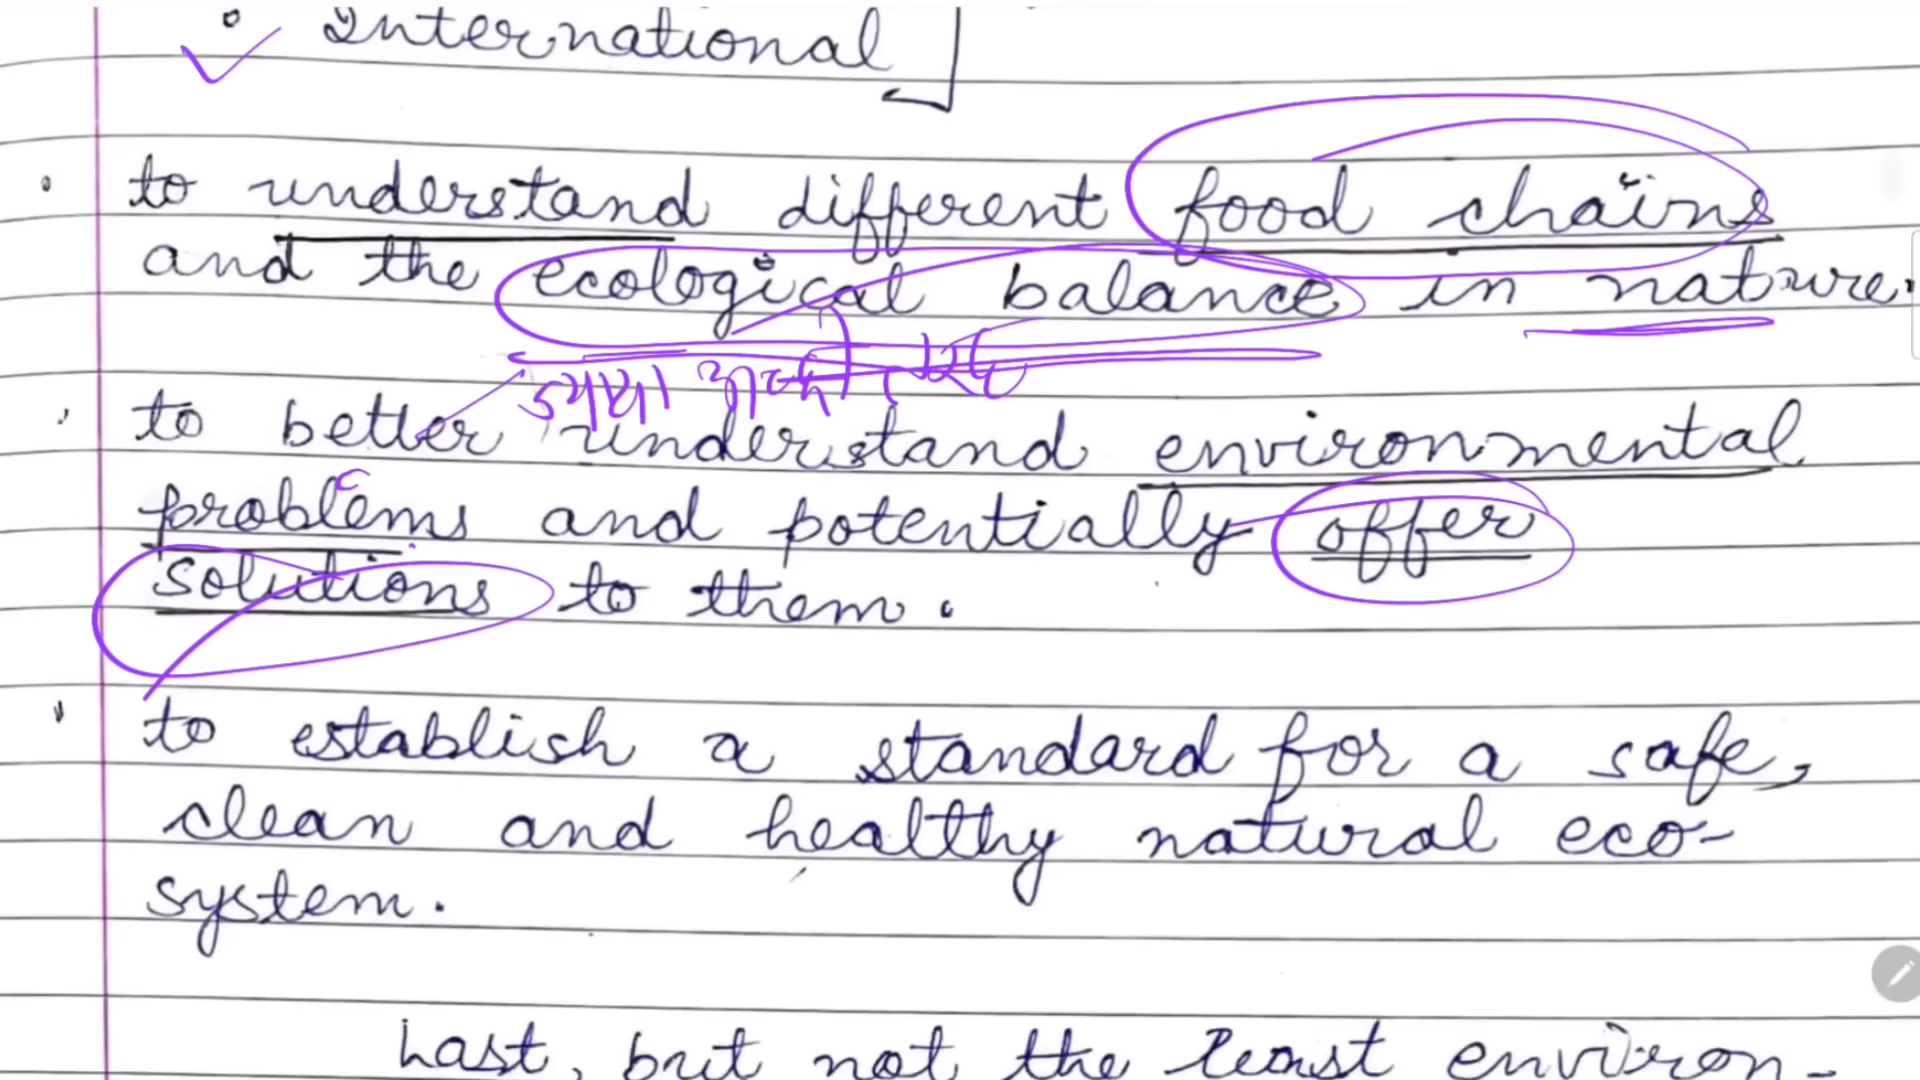 International
to understand different food chains
and the ecological balance in nature.
to better understand environmental
problems and potentially offer
solutions to them.
to establish a standard for a safe,
clean and healthy natural eco-
system.
Last, but not the least environ-